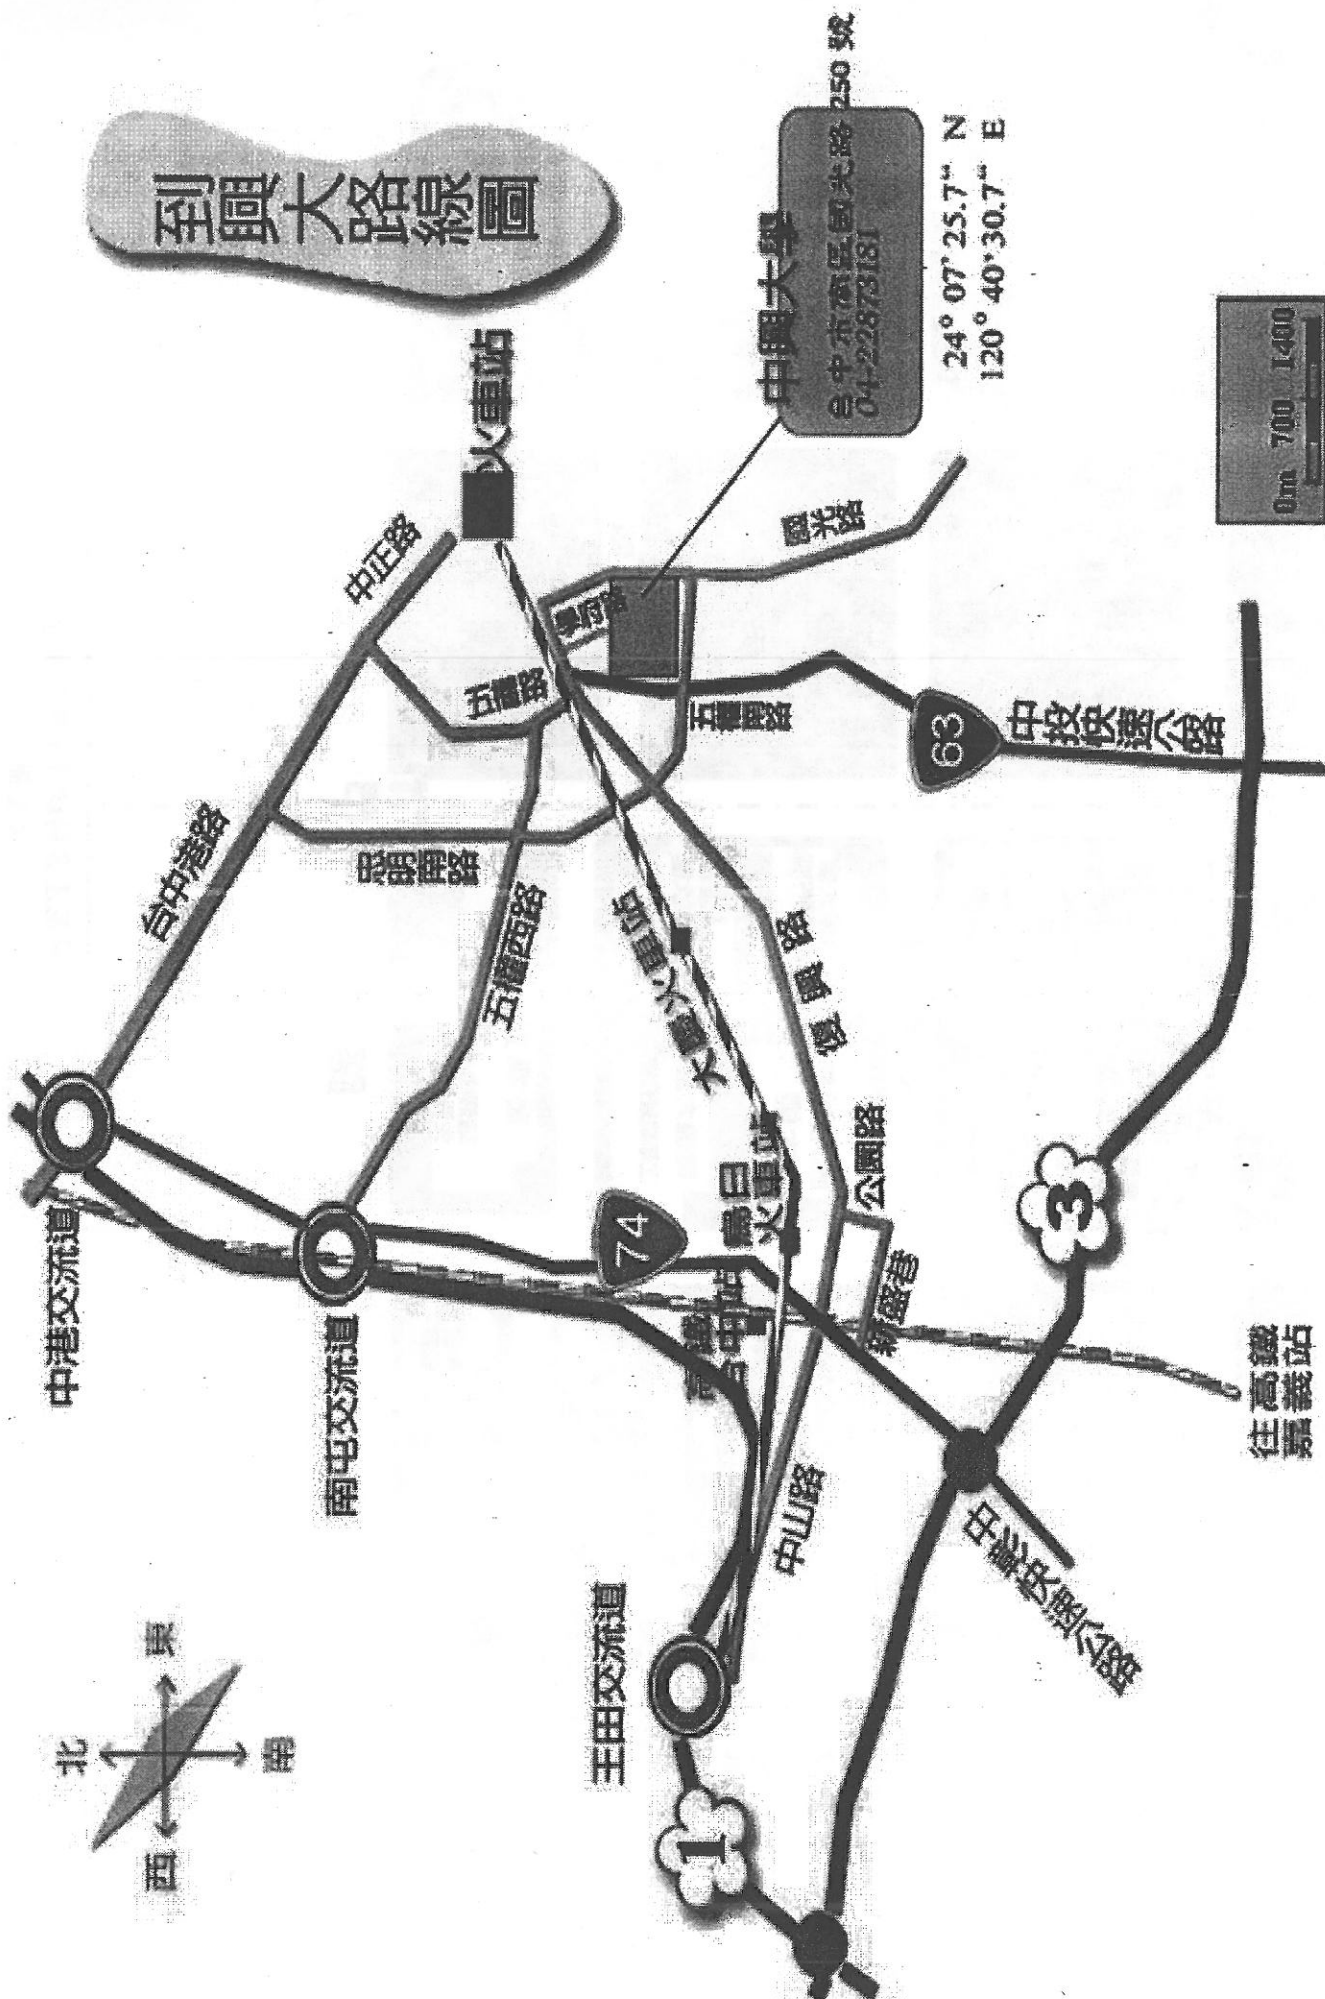 到興大路線圖
火車站
中正路
台中港路
中港交流道
南屯交流道
忠明南路
五權西路
五權路
學府路
國光路
五權南路
中興大學
台中市南區國光路 250 號
04-22873181
24° 07' 25.7" N
120° 40' 30.7" E
63
中投快速公路
大慶火車站
復興路
烏日
火車站
公園路
新盛巷
高鐵
台中站
74
中山路
王田交流道
1
3
中彰快速公路
往高鐵
嘉義站
北
東
南
西
0m 700 1400